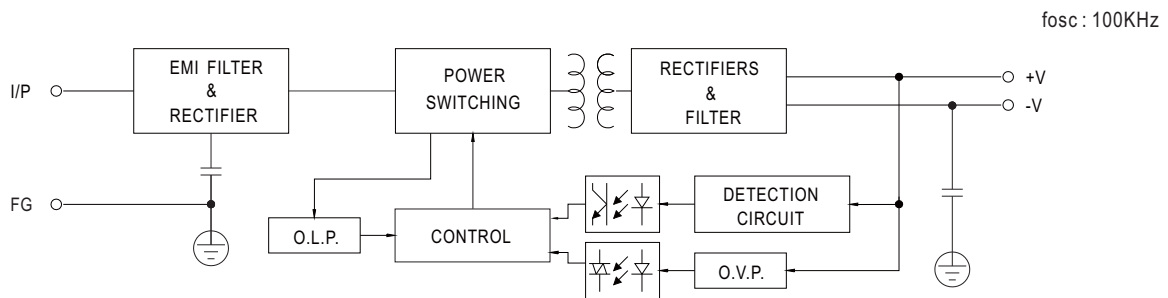 fosc : 100KHz
I/P
EMI FILTER
&
RECTIFIER
POWER
SWITCHING
RECTIFIERS
&
FILTER
+V
-V
FG
O.L.P.
CONTROL
DETECTION
CIRCUIT
O.V.P.